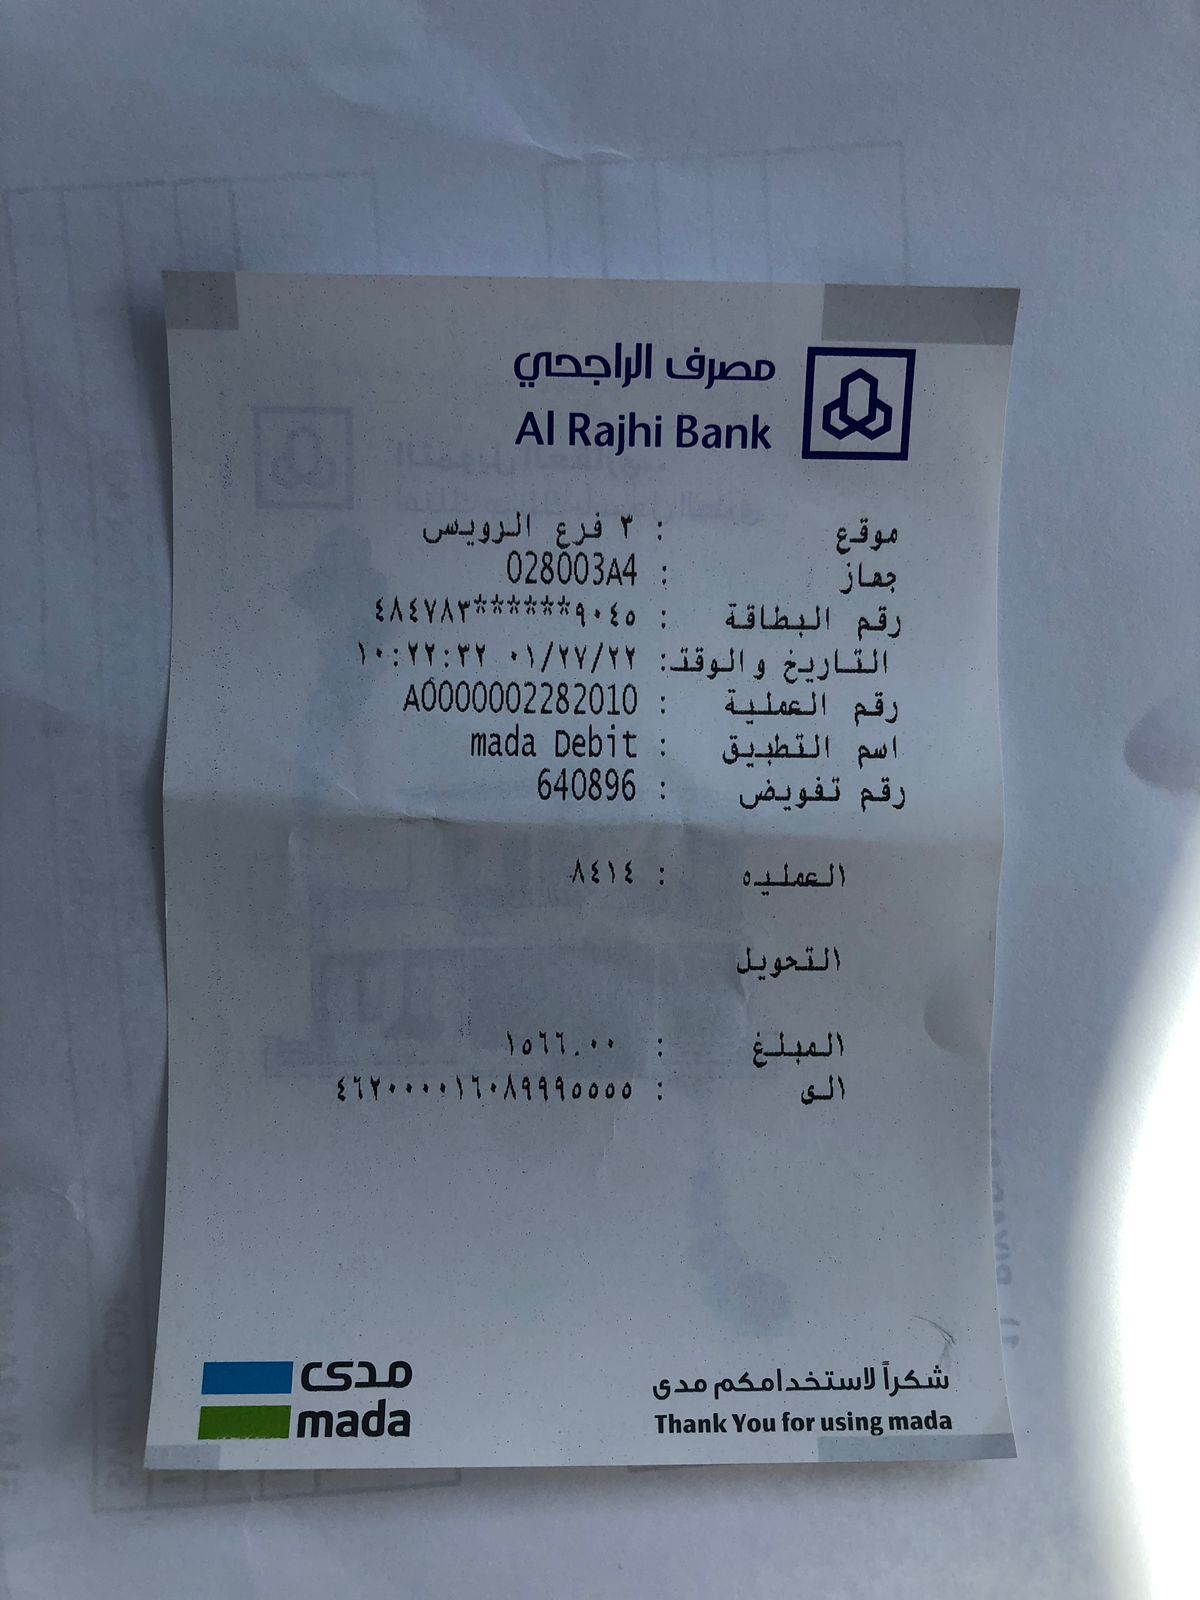 مصرف الراجحي
Al Rajhi Bank
موقع : ٣ فرع الرويس
جهاز : 028003A4
رقم البطاقة : ٤٨٤٧٨٣******٩٠٤٥
التاريخ والوقت: ٠١/٢٧/٢٢ ١٠:٢٢:٣٢
رقم العملية : A0000002282010
اسم التطبيق : mada Debit
رقم تفويض : 640896
العمليه : ٨٤١٤
التحويل
المبلغ : ١٥٦٦.٠٠
الى : ٤٦٢٠٠٠٠١٦٠٨٩٩٩٥٥٥٥
شكراً لاستخدامكم مدى
Thank You for using mada
مدى
mada